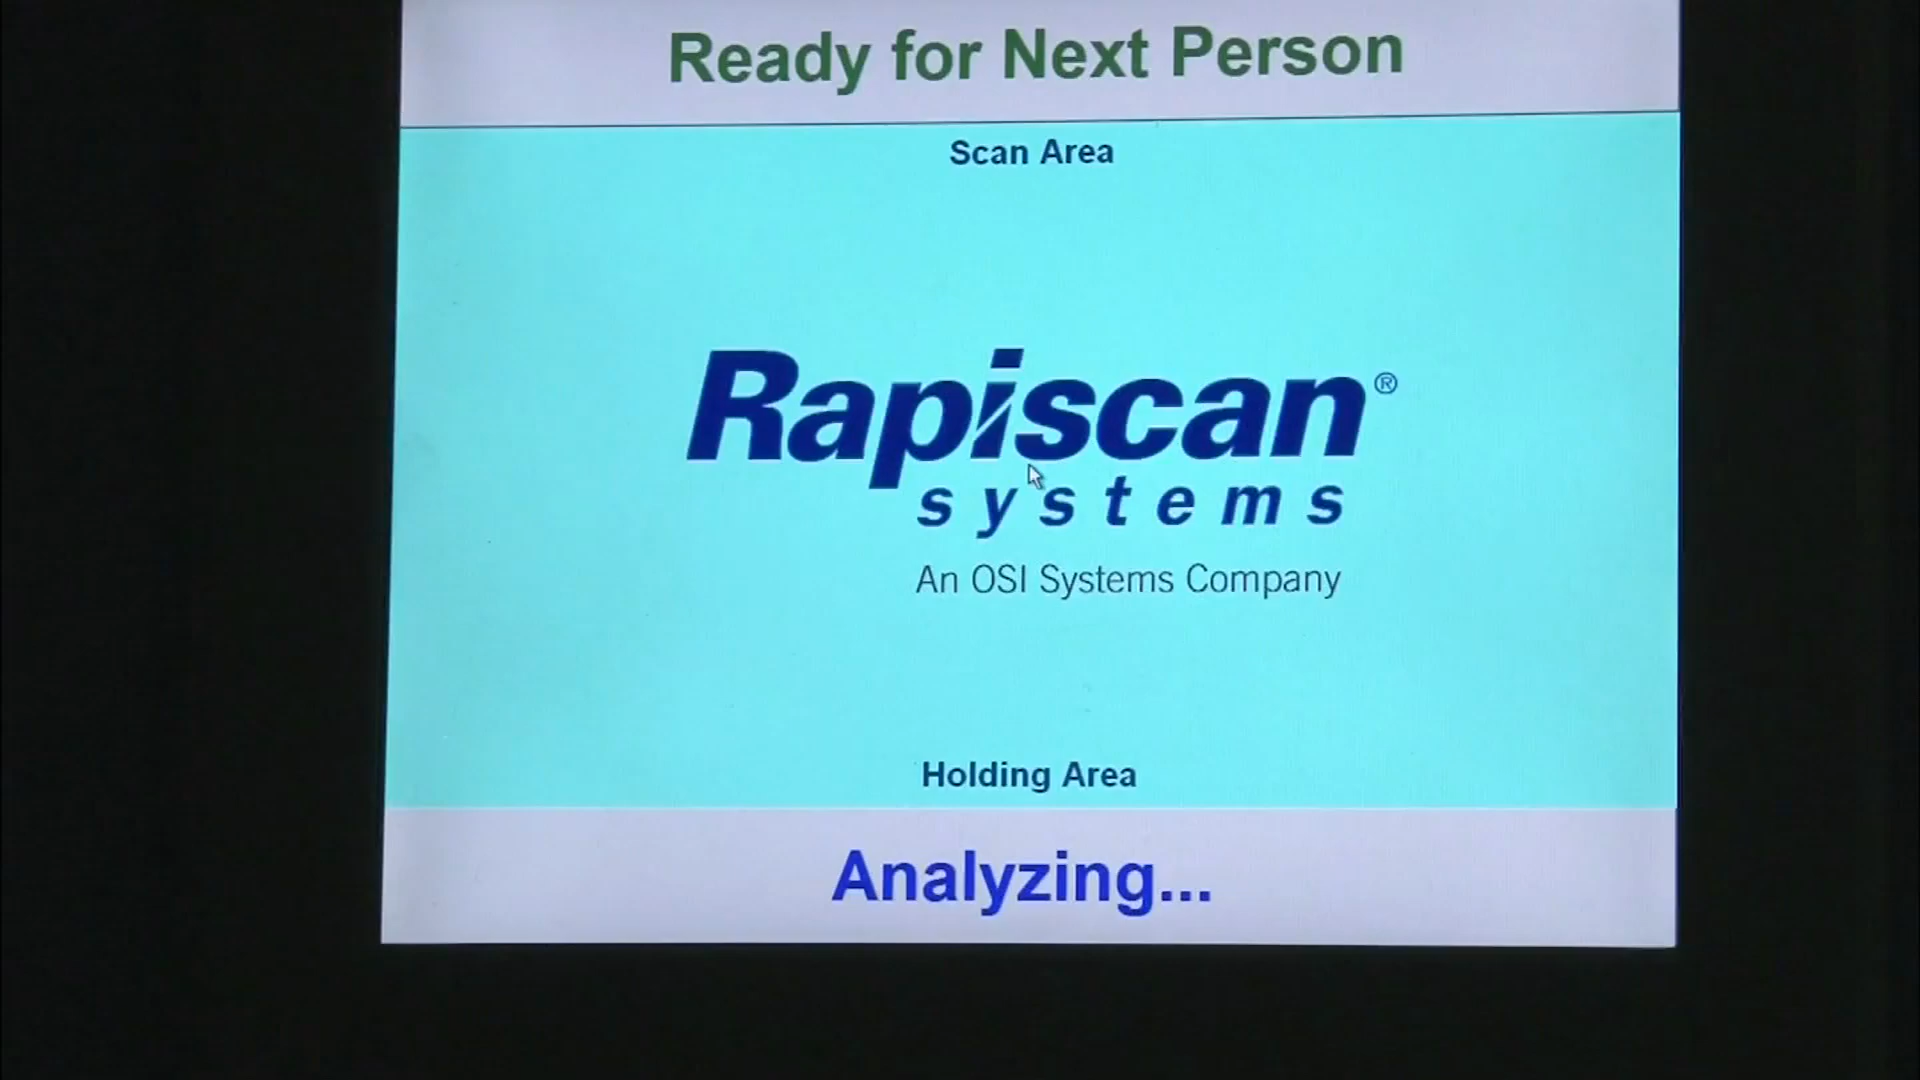 Ready for Next Person
Scan Area
Rapiscan®
systems
An OSI Systems Company
Holding Area
Analyzing...